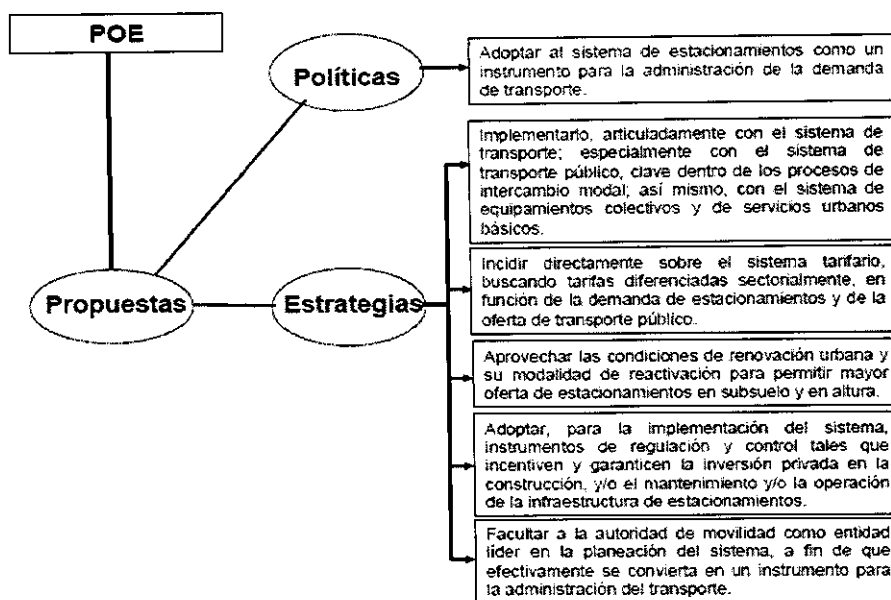 POE
Políticas
Adoptar al sistema de estacionamientos como un
instrumento para la administración de la demanda
de transporte.
Implementarlo, articuladamente con el sistema de
transporte; especialmente con el sistema de
transporte público, clave dentro de los procesos de
intercambio modal; así mismo, con el sistema de
equipamientos colectivos y de servicios urbanos
básicos.
Propuestas
Estrategias
Incidir directamente sobre el sistema tarifario,
buscando tarifas diferenciadas sectorialmente, en
función de la demanda de estacionamientos y de la
oferta de transporte público.
Aprovechar las condiciones de renovación urbana y
su modalidad de reactivación para permitir mayor
oferta de estacionamientos en subsuelo y en altura.
Adoptar, para la implementación del sistema,
instrumentos de regulación y control tales que
incentiven y garanticen la inversión privada en la
construcción, y/o el mantenimiento y/o la operación
de la infraestructura de estacionamientos.
Facultar a la autoridad de movilidad como entidad
líder en la planeación del sistema, a fin de que
efectivamente se convierta en un instrumento para
la administración del transporte.